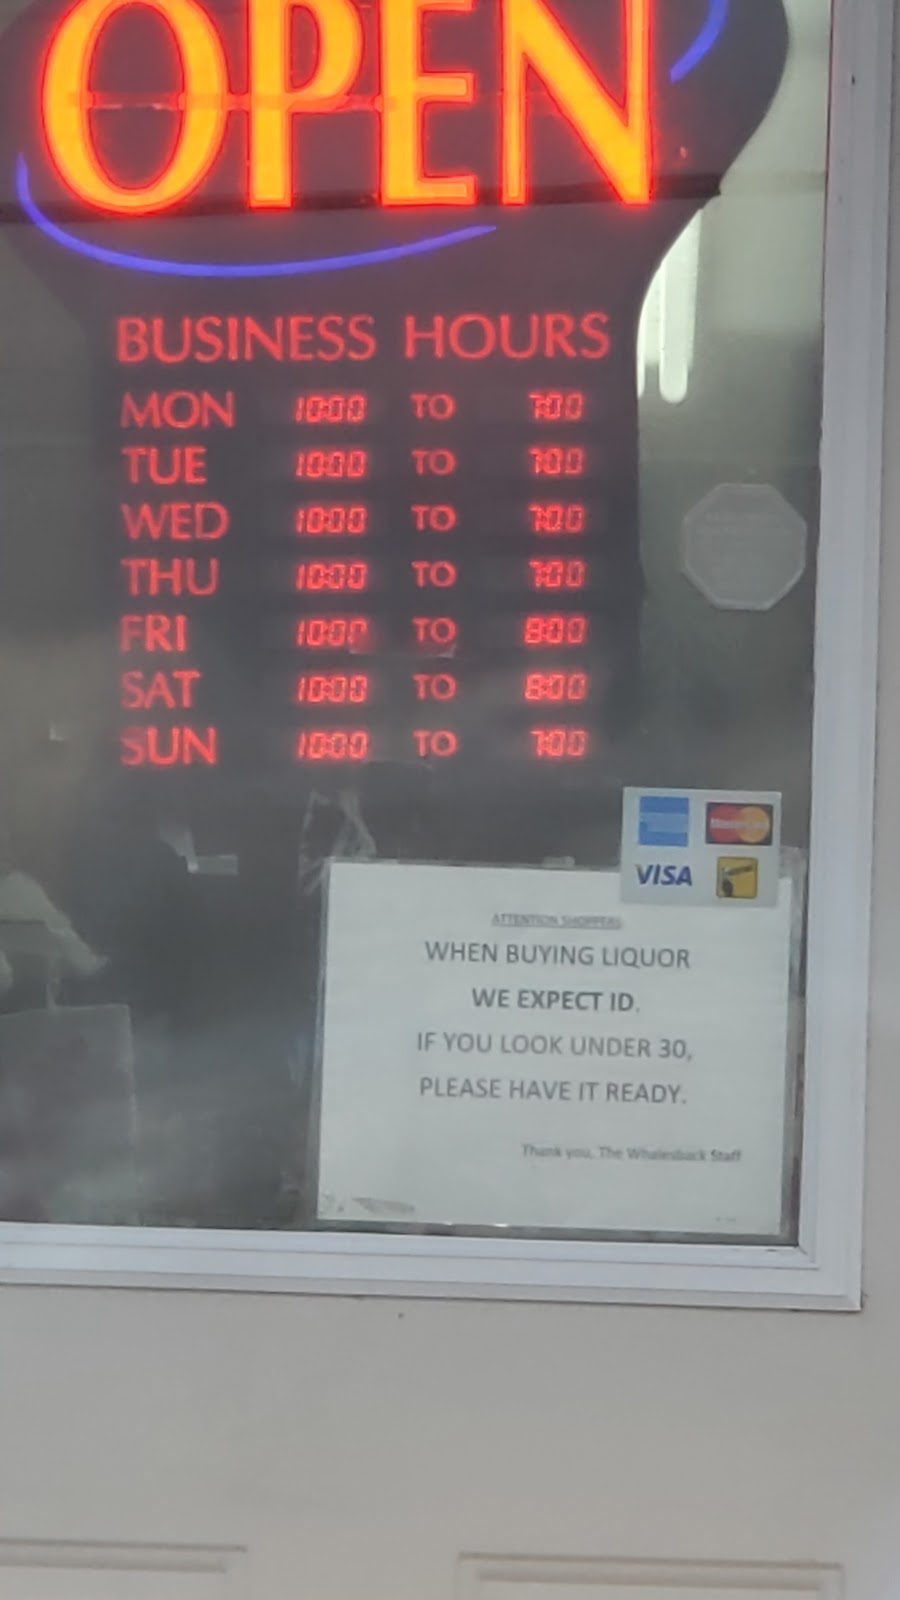 OPEN
BUSINESS HOURS
MON 10:00 TO 7:00
TUE 10:00 TO 7:00
WED 10:00 TO 7:00
THU 10:00 TO 7:00
FRI 10:00 TO 8:00
SAT 10:00 TO 8:00
SUN 10:00 TO 7:00
MasterCard
VISA
ATTENTION SHOPPERS
WHEN BUYING LIQUOR
WE EXPECT ID.
IF YOU LOOK UNDER 30,
PLEASE HAVE IT READY.
Thank you, The Whalesback Staff